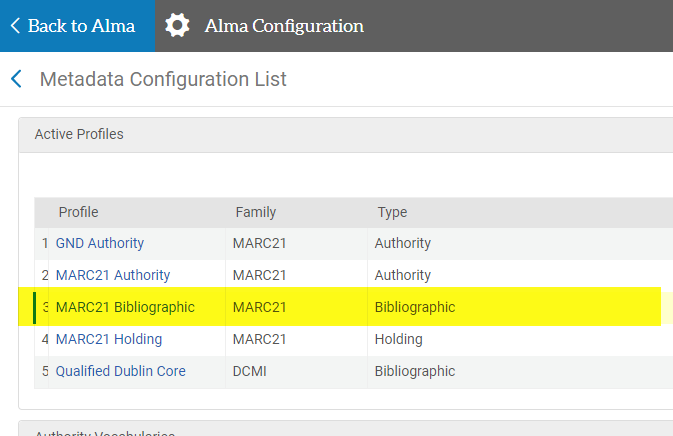 Back to Alma Alma Configuration
Metadata Configuration List
Active Profiles
Profile Family Type
1 GND Authority MARC21 Authority
2 MARC21 Authority MARC21 Authority
3 MARC21 Bibliographic MARC21 Bibliographic
4 MARC21 Holding MARC21 Holding
5 Qualified Dublin Core DCMI Bibliographic
Authority Vocabularies